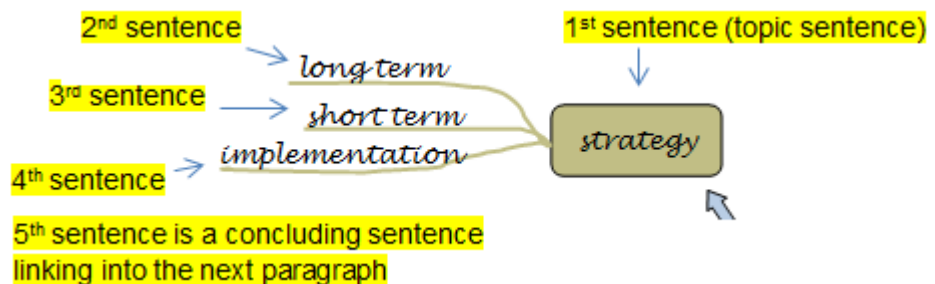 2nd sentence
1st sentence (topic sentence)
long term
3rd sentence
short term
strategy
implementation
4th sentence
5th sentence is a concluding sentence
linking into the next paragraph